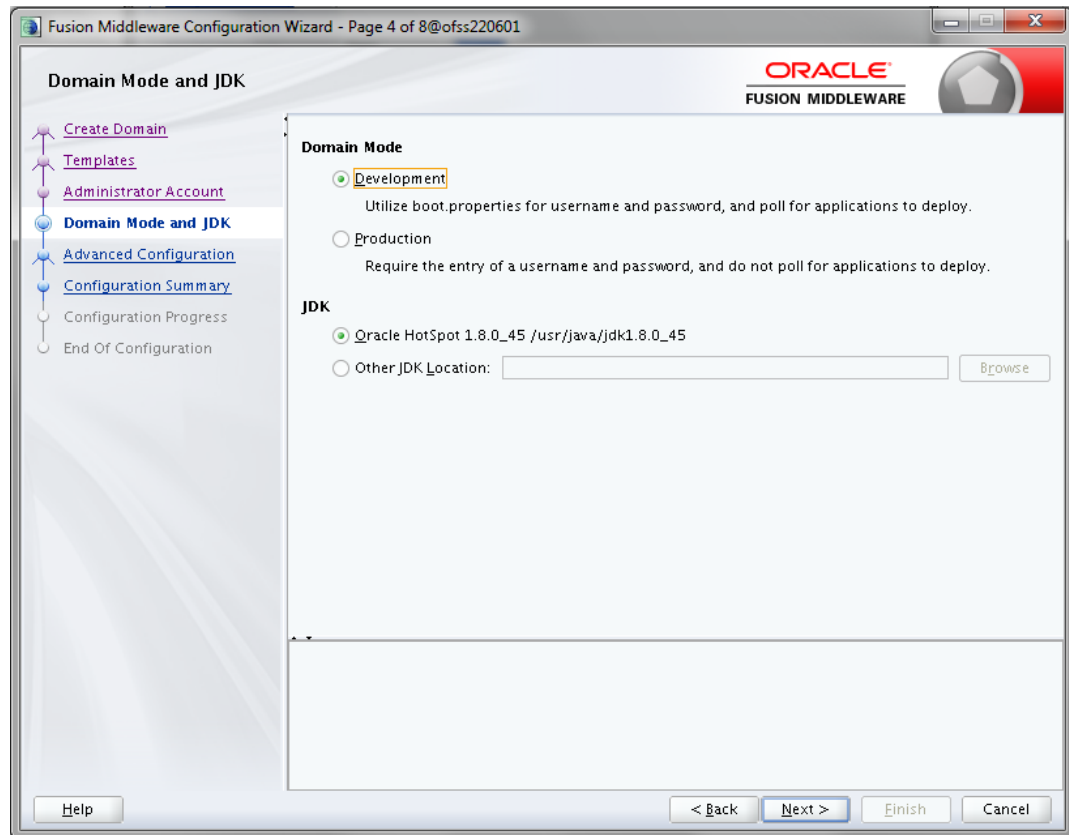 Fusion Middleware Configuration Wizard - Page 4 of 8@ofss220601
Domain Mode and JDK
ORACLE
FUSION MIDDLEWARE
Create Domain
Templates
Administrator Account
Domain Mode and JDK
Advanced Configuration
Configuration Summary
Configuration Progress
End Of Configuration
Domain Mode
Development
Utilize boot.properties for username and password, and poll for applications to deploy.
Production
Require the entry of a username and password, and do not poll for applications to deploy.
JDK
Oracle HotSpot 1.8.0_45 /usr/java/jdk1.8.0_45
Other JDK Location:
Browse
Help
< Back
Next >
Finish
Cancel